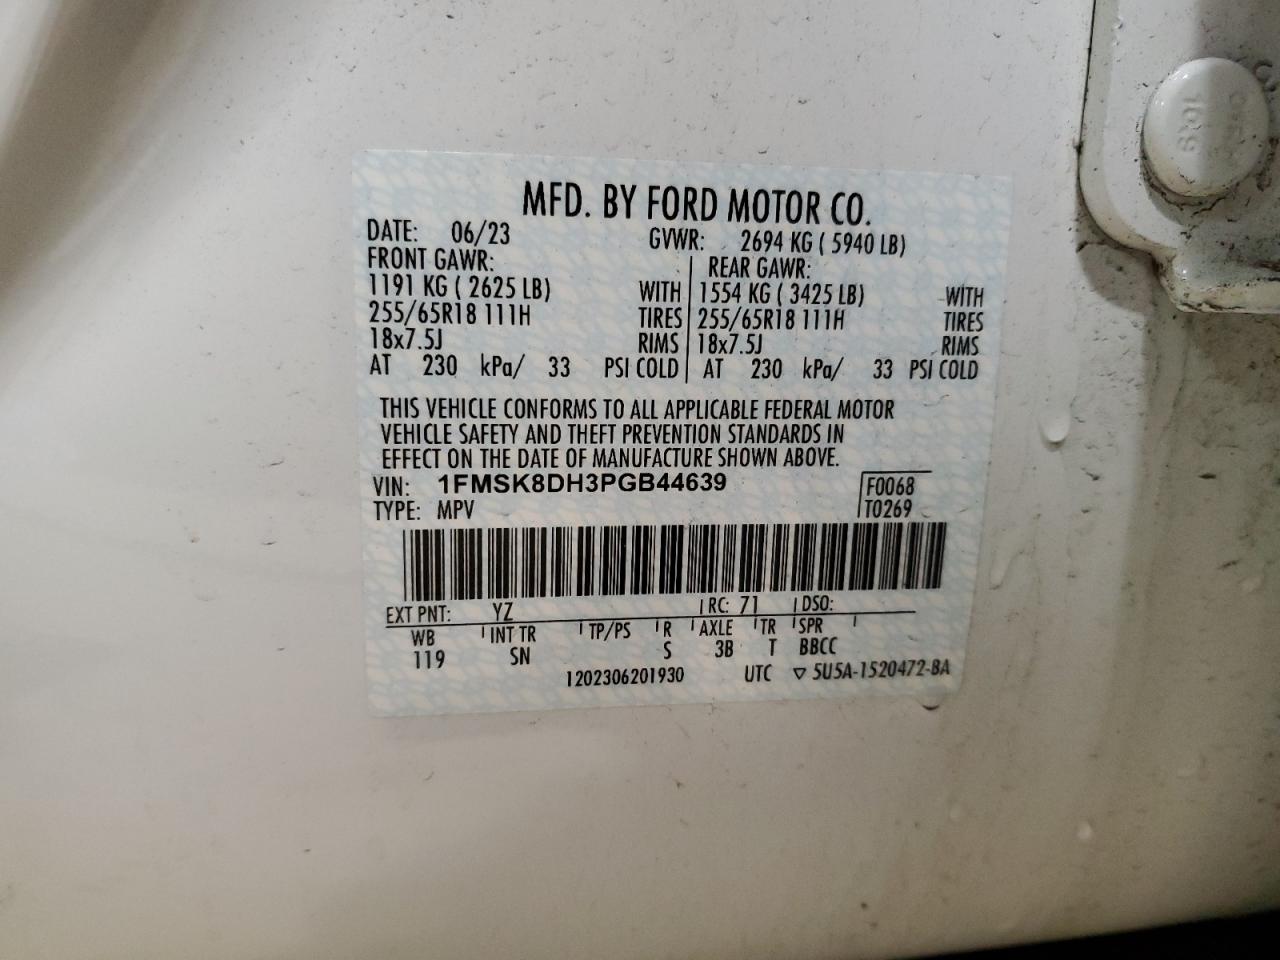 MFD. BY FORD MOTOR CO.
DATE: 06/23 GVWR: 2694 KG ( 5940 LB)
FRONT GAWR: REAR GAWR:
1191 KG ( 2625 LB) WITH 1554 KG ( 3425 LB) WITH
255/65R18 111H TIRES 255/65R18 111H TIRES
18x7.5J RIMS 18x7.5J RIMS
AT 230 kPa/ 33 PSI COLD AT 230 kPa/ 33 PSI COLD
THIS VEHICLE CONFORMS TO ALL APPLICABLE FEDERAL MOTOR
VEHICLE SAFETY AND THEFT PREVENTION STANDARDS IN
EFFECT ON THE DATE OF MANUFACTURE SHOWN ABOVE.
VIN: 1FMSK8DH3PGB44639 F0068
TYPE: MPV T0269
EXT PNT: YZ RC: 71 DSO:
WB INT TR TP/PS R AXLE TR SPR
119 SN S 3B T BBCC
1202306201930 UTC ▽ 5U5A-1520472-BA
10.9